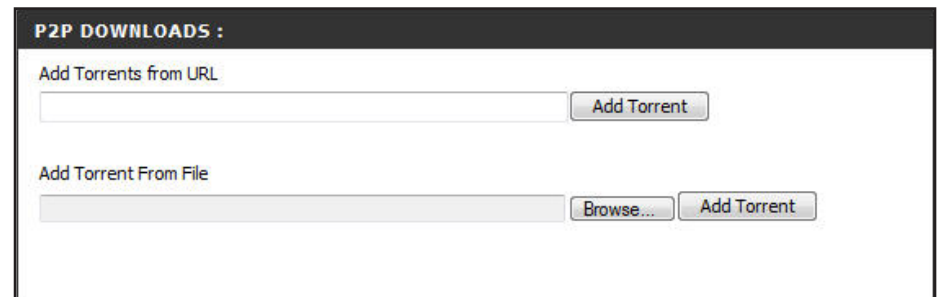 P2P DOWNLOADS :
Add Torrents from URL
Add Torrent
Add Torrent From File
Browse... Add Torrent